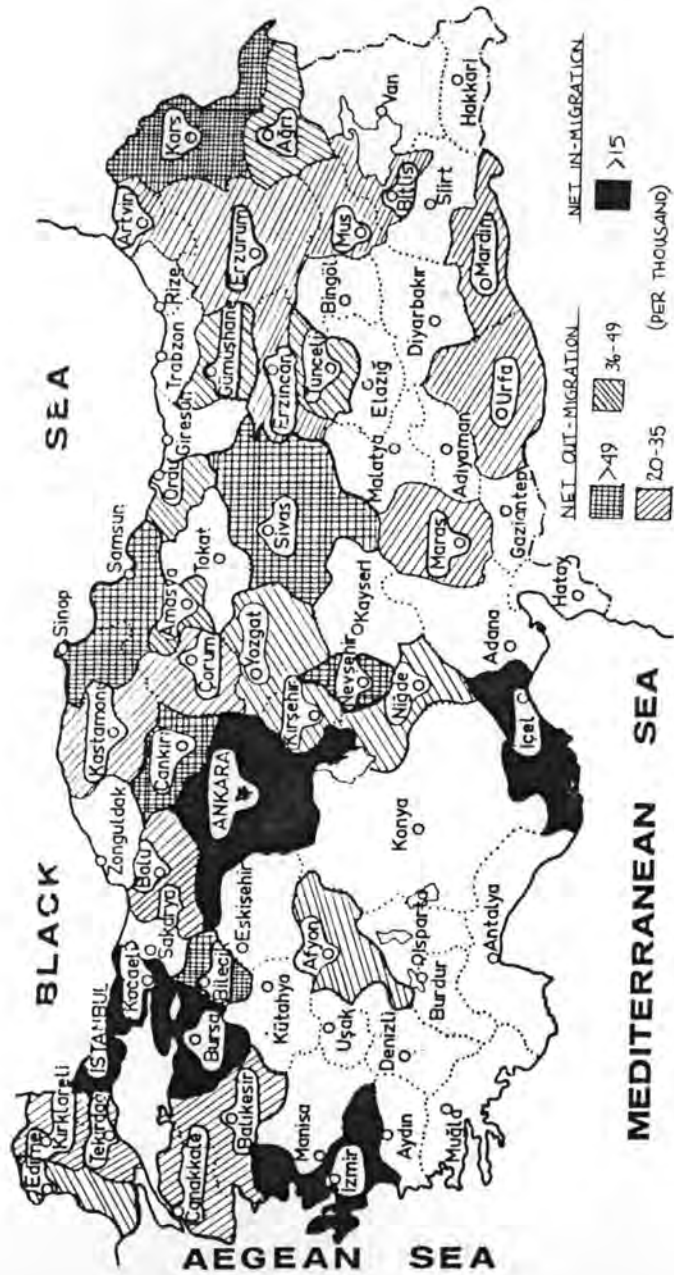 BLACK SEA
AEGEAN SEA
MEDITERRANEAN SEA
Edirne
Kırklareli
Tekirdağ
İSTANBUL
Kocaeli
Sakarya
Bolu
Zonguldak
Kastamonu
Sinop
Samsun
Çankırı
Çorum
Amasya
Tokat
Ordu
Giresun
Trabzon
Rize
Artvin
Kars
Gümüşhane
Erzurum
Ağrı
Çanakkale
Balıkesir
Bursa
Bilecik
Eskişehir
ANKARA
Kırşehir
Yozgat
Sivas
Erzincan
Tunceli
Bingöl
Muş
Bitlis
Van
Manisa
İzmir
Kütahya
Uşak
Afyon
Nevşehir
Niğde
Kayseri
Malatya
Elazığ
Diyarbakır
Siirt
Hakkari
Aydın
Denizli
Muğla
Burdur
Isparta
Antalya
Konya
İçel
Adana
Maraş
Adıyaman
Gaziantep
Hatay
Urfa
Mardin
NET OUT-MIGRATION
>49
36-49
20-35
NET IN-MIGRATION
>15
(PER THOUSAND)